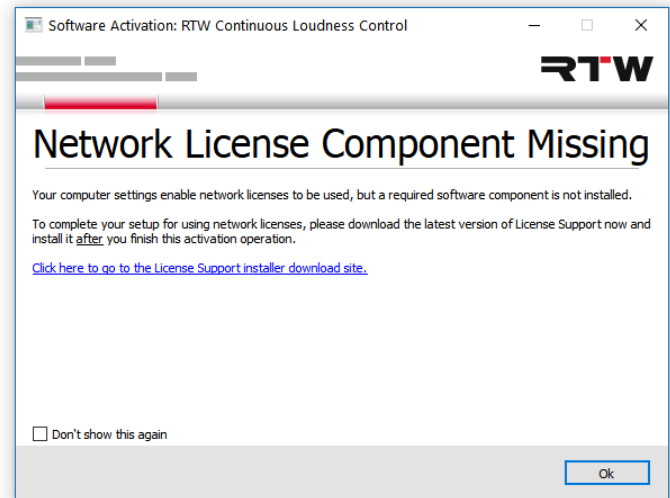 Software Activation: RTW Continuous Loudness Control
RTW
Network License Component Missing
Your computer settings enable network licenses to be used, but a required software component is not installed.
To complete your setup for using network licenses, please download the latest version of License Support now and
install it after you finish this activation operation.
Click here to go to the License Support installer download site.
Don't show this again
Ok